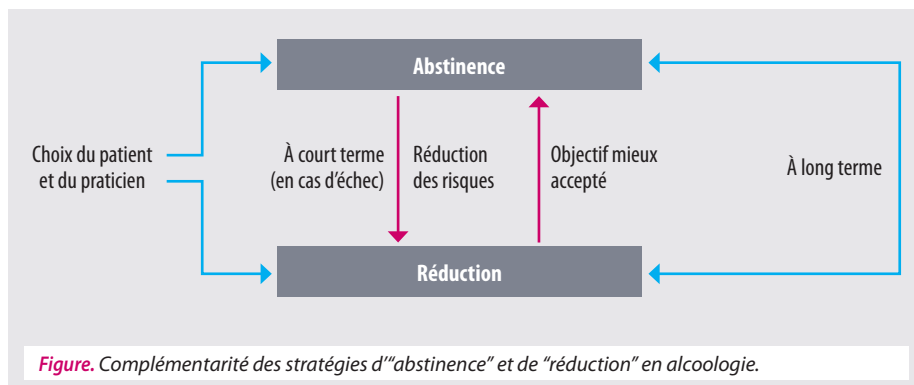 Abstinence
Choix du patient
et du praticien
À court terme
(en cas d'échec)
Réduction
des risques
Objectif mieux
accepté
À long terme
Réduction
Figure. Complémentarité des stratégies d'“abstinence” et de “réduction” en alcoologie.